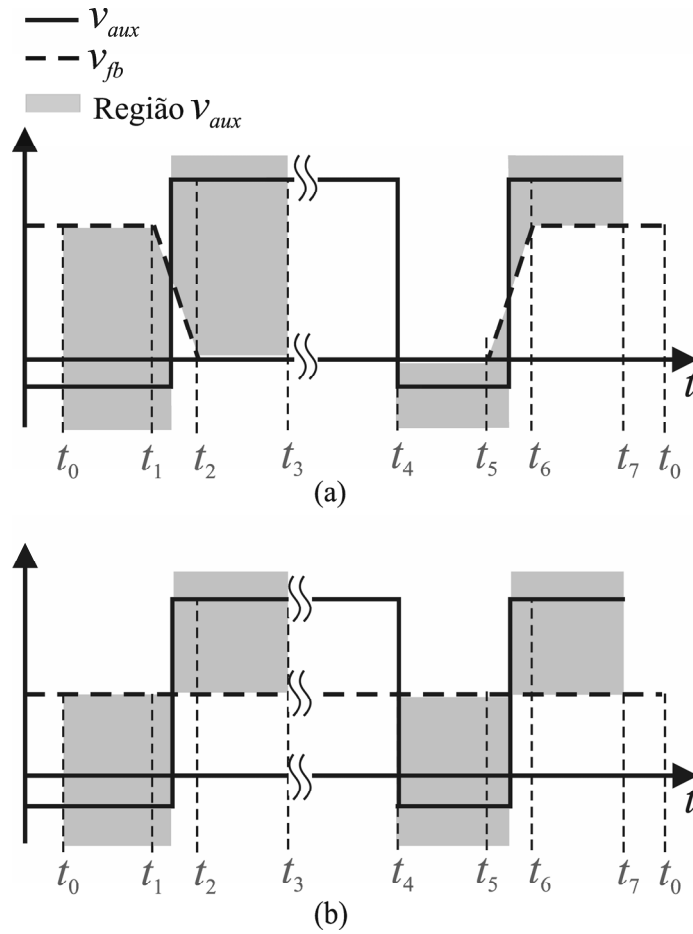 v_aux
v_fb
Região v_aux
t
t_0 t_1 t_2 t_3 t_4 t_5 t_6 t_7 t_0
(a)
t
t_0 t_1 t_2 t_3 t_4 t_5 t_6 t_7 t_0
(b)